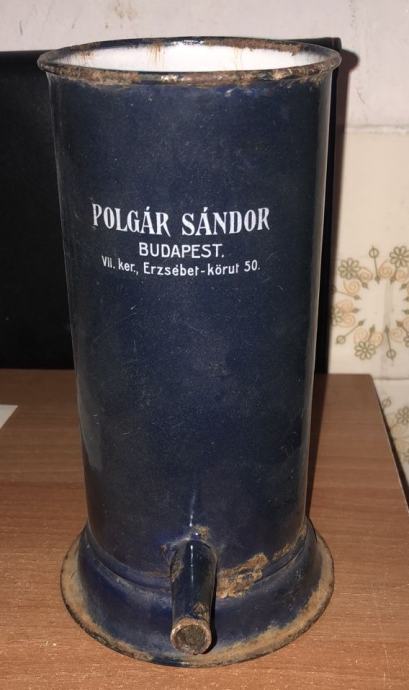 POLGÁR SÁNDOR
BUDAPEST.
VII. ker., Erzsébet-körut 50.